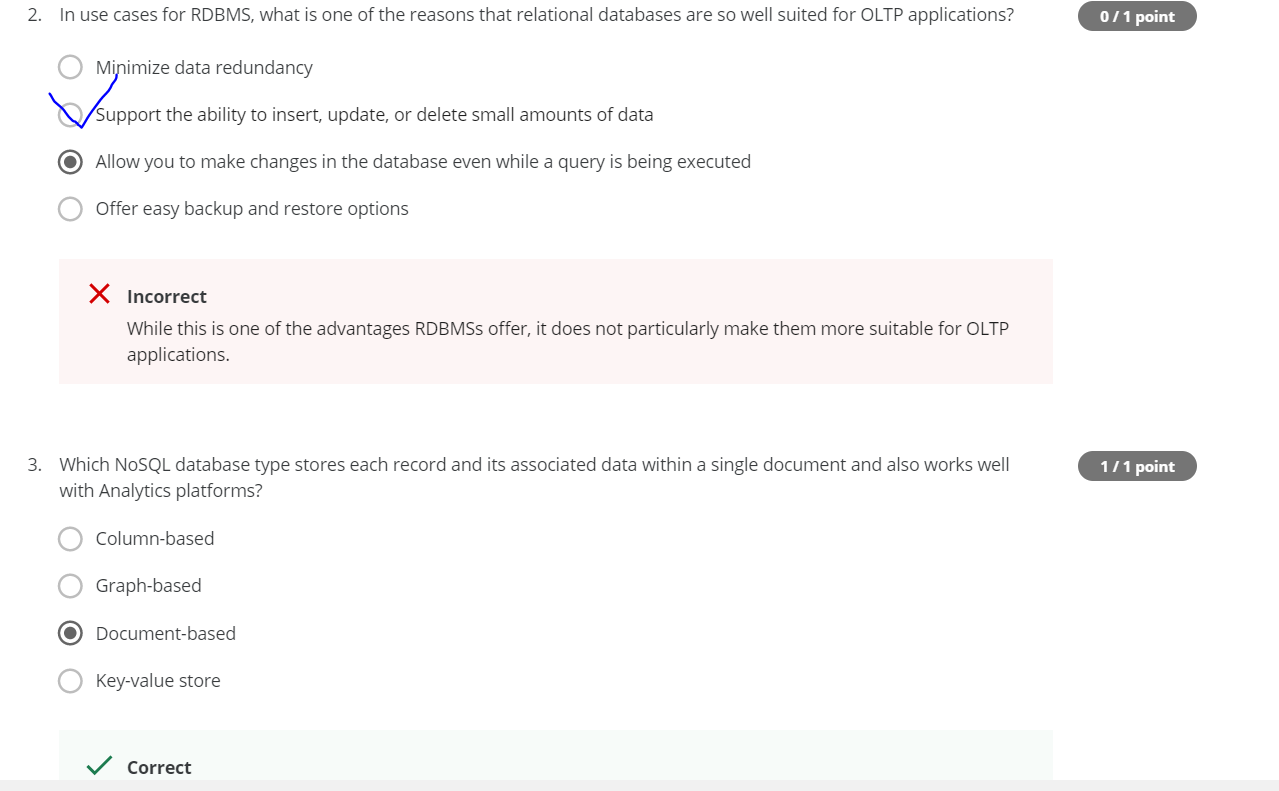 2. In use cases for RDBMS, what is one of the reasons that relational databases are so well suited for OLTP applications?
0 / 1 point
Minimize data redundancy
Support the ability to insert, update, or delete small amounts of data
Allow you to make changes in the database even while a query is being executed
Offer easy backup and restore options
Incorrect
While this is one of the advantages RDBMSs offer, it does not particularly make them more suitable for OLTP
applications.
3. Which NoSQL database type stores each record and its associated data within a single document and also works well
with Analytics platforms?
1 / 1 point
Column-based
Graph-based
Document-based
Key-value store
Correct